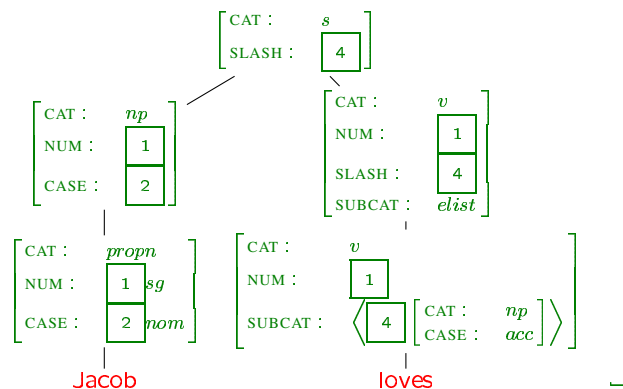 CAT : s
SLASH : 4
CAT : np
NUM : 1
CASE : 2
CAT : v
NUM : 1
SLASH : 4
SUBCAT : elist
CAT : propn
NUM : 1 sg
CASE : 2 nom
CAT : v
NUM : 1
SUBCAT : ⟨ 4 [ CAT : np
CASE : acc ] ⟩
Jacob loves